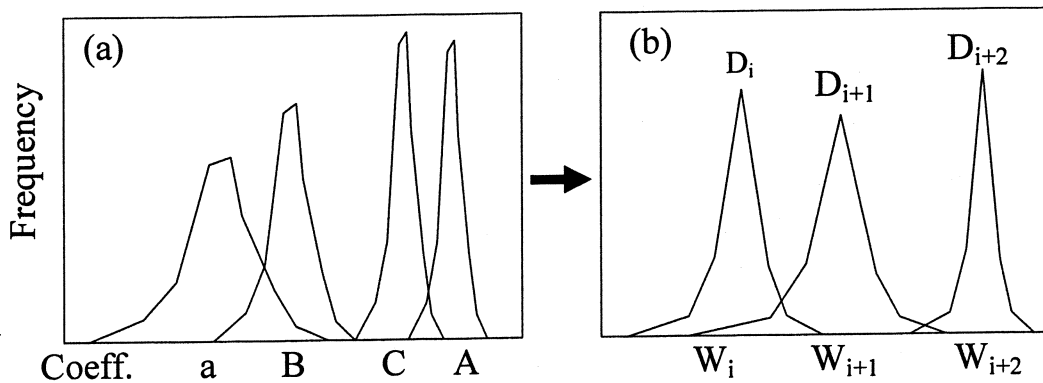 (a)
Frequency
Coeff. a B C A
(b)
D_i D_{i+1} D_{i+2}
W_i W_{i+1} W_{i+2}